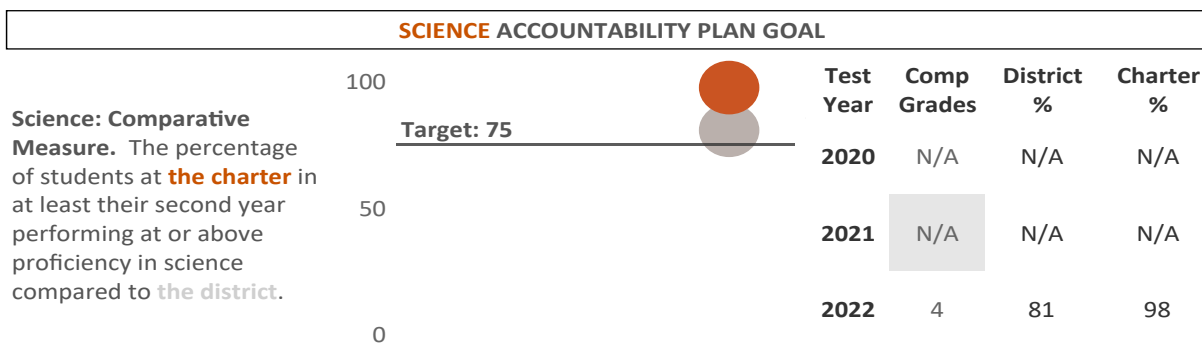 SCIENCE ACCOUNTABILITY PLAN GOAL
Science: Comparative
Measure. The percentage
of students at the charter in
at least their second year
performing at or above
proficiency in science
compared to the district.
100
Target: 75
50
0
Test Year Comp Grades District % Charter %
2020 N/A N/A N/A
2021 N/A N/A N/A
2022 4 81 98